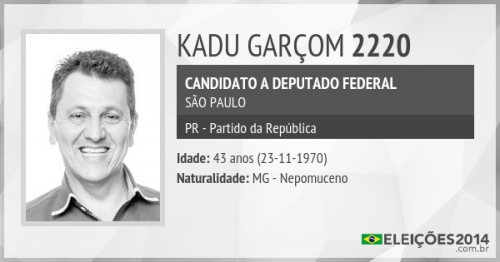 KADU GARÇOM 2220
CANDIDATO A DEPUTADO FEDERAL
SÃO PAULO
PR - Partido da República
Idade: 43 anos (23-11-1970)
Naturalidade: MG - Nepomuceno
ELEIÇÕES2014
.com.br